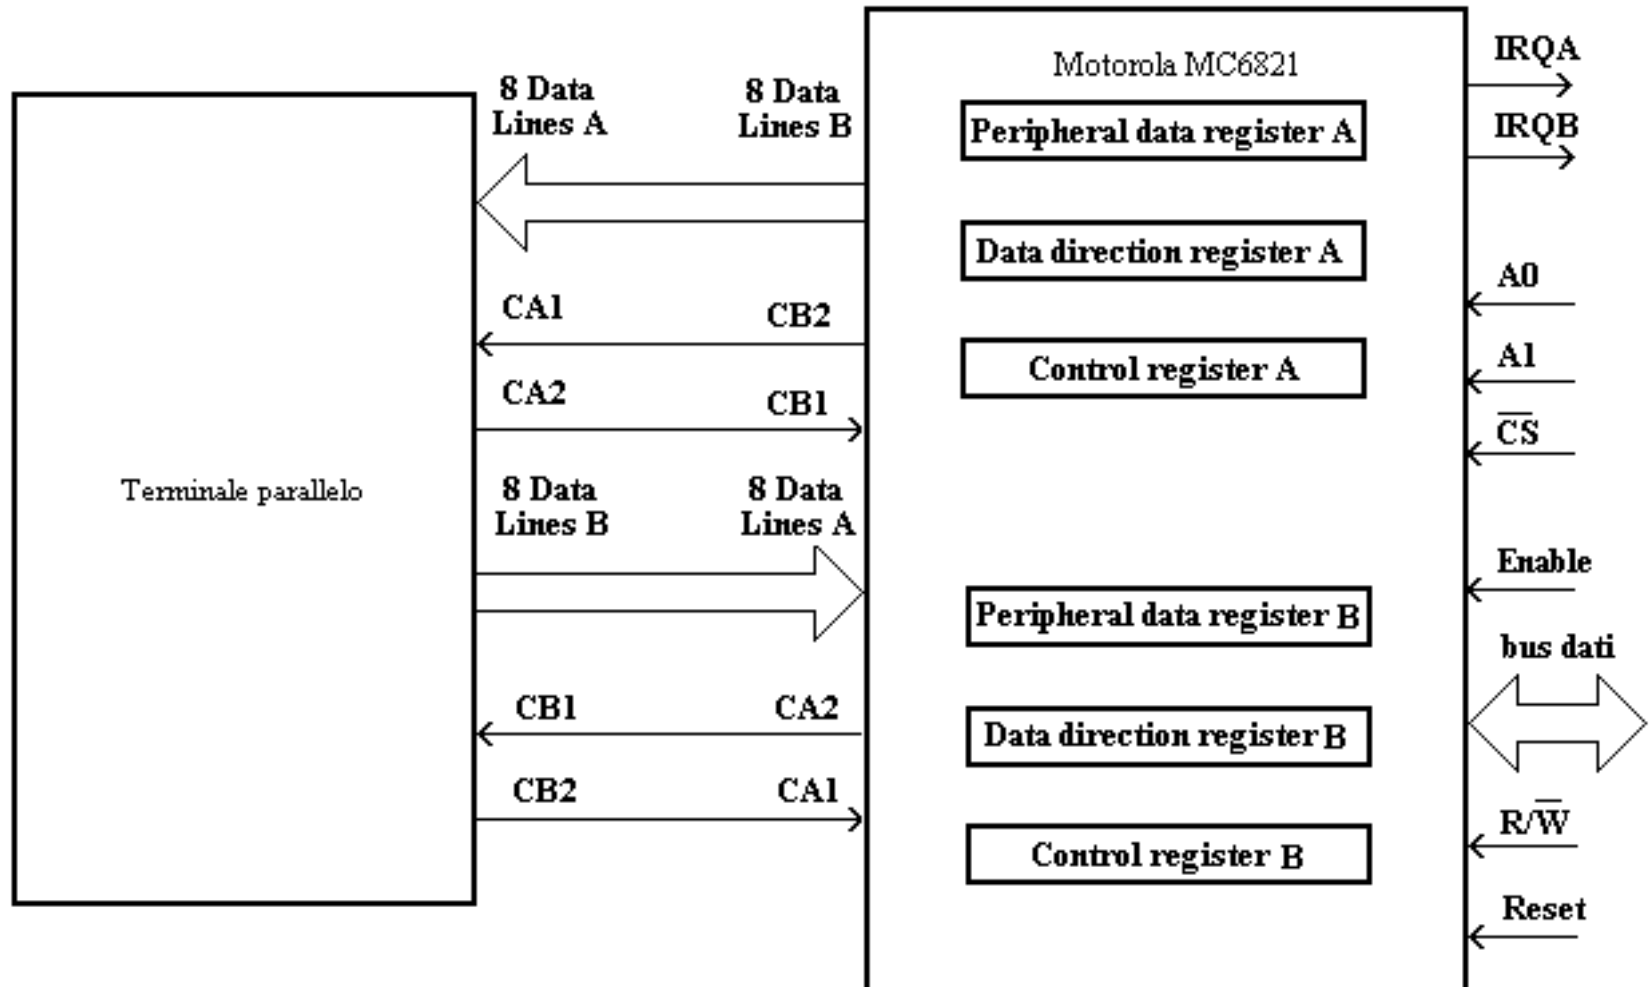 Motorola MC6821
IRQA
8 Data
Lines A
8 Data
Lines B
Peripheral data register A
IRQB
Data direction register A
A0
CA1
CB2
Control register A
A1
CA2
CB1
CS
Terminale parallelo
8 Data
Lines B
8 Data
Lines A
Enable
Peripheral data register B
bus dati
CB1
CA2
Data direction register B
CB2
CA1
R/W
Control register B
Reset